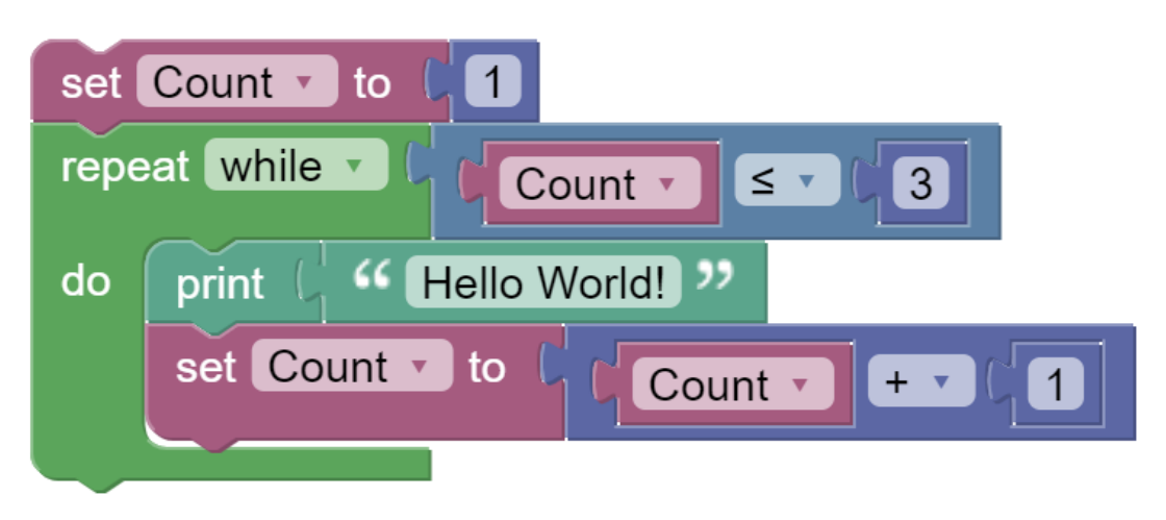 set Count ▾ to 1
repeat while ▾ Count ▾ ≤ ▾ 3
do print “ Hello World! ”
set Count ▾ to Count ▾ + ▾ 1